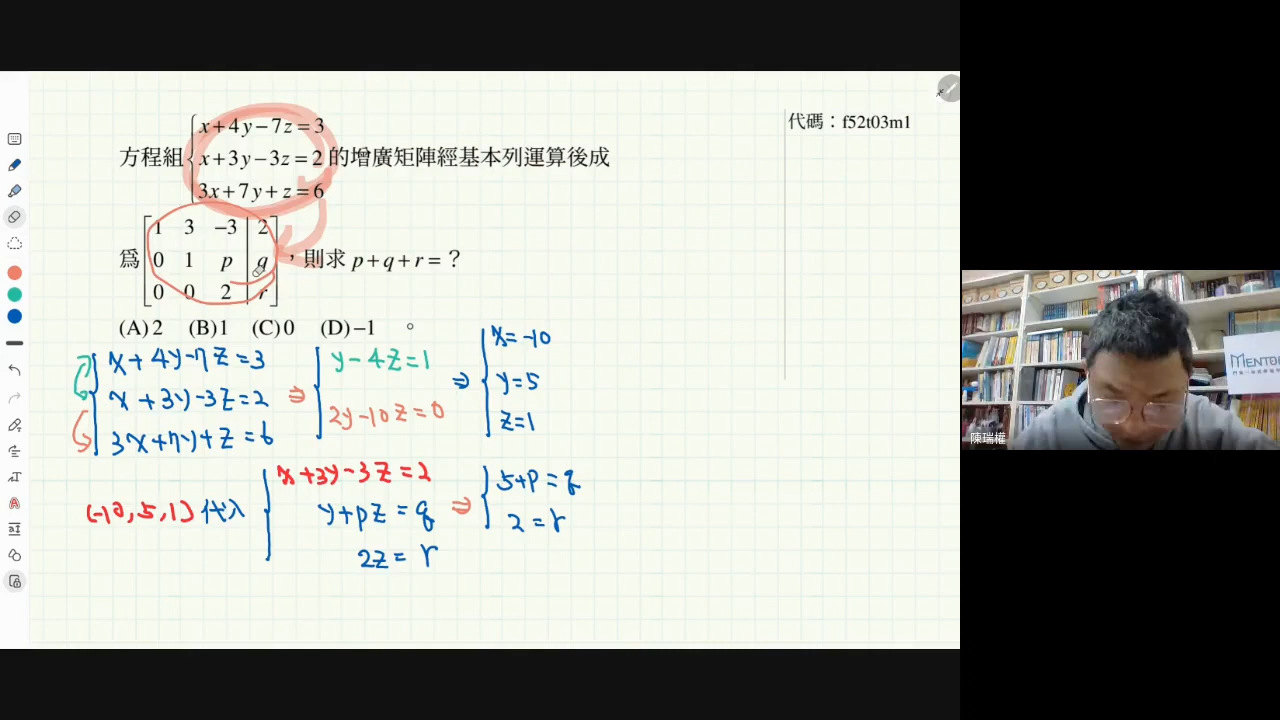 代碼：f52t03m1
x+4y−7z=3
方程組 x+3y−3z=2 的增廣矩陣經基本列運算後成
3x+7y+z=6
1 3 −3 2
爲 0 1 p q ，則求 p+q+r=？
0 0 2 r
(A) 2 (B) 1 (C) 0 (D) −1 。
x+4y-7z=3 ⇒ y-4z=1 ⇒ x=-10
x+3y-3z=2 2y-10z=0 y=5
3x+7y+z=6 z=1
(-10,5,1)代入 x+3y-3z=2 ⇒ 5+p=q
y+pz=q 2=r
2z=r
MENTO
陳瑞權